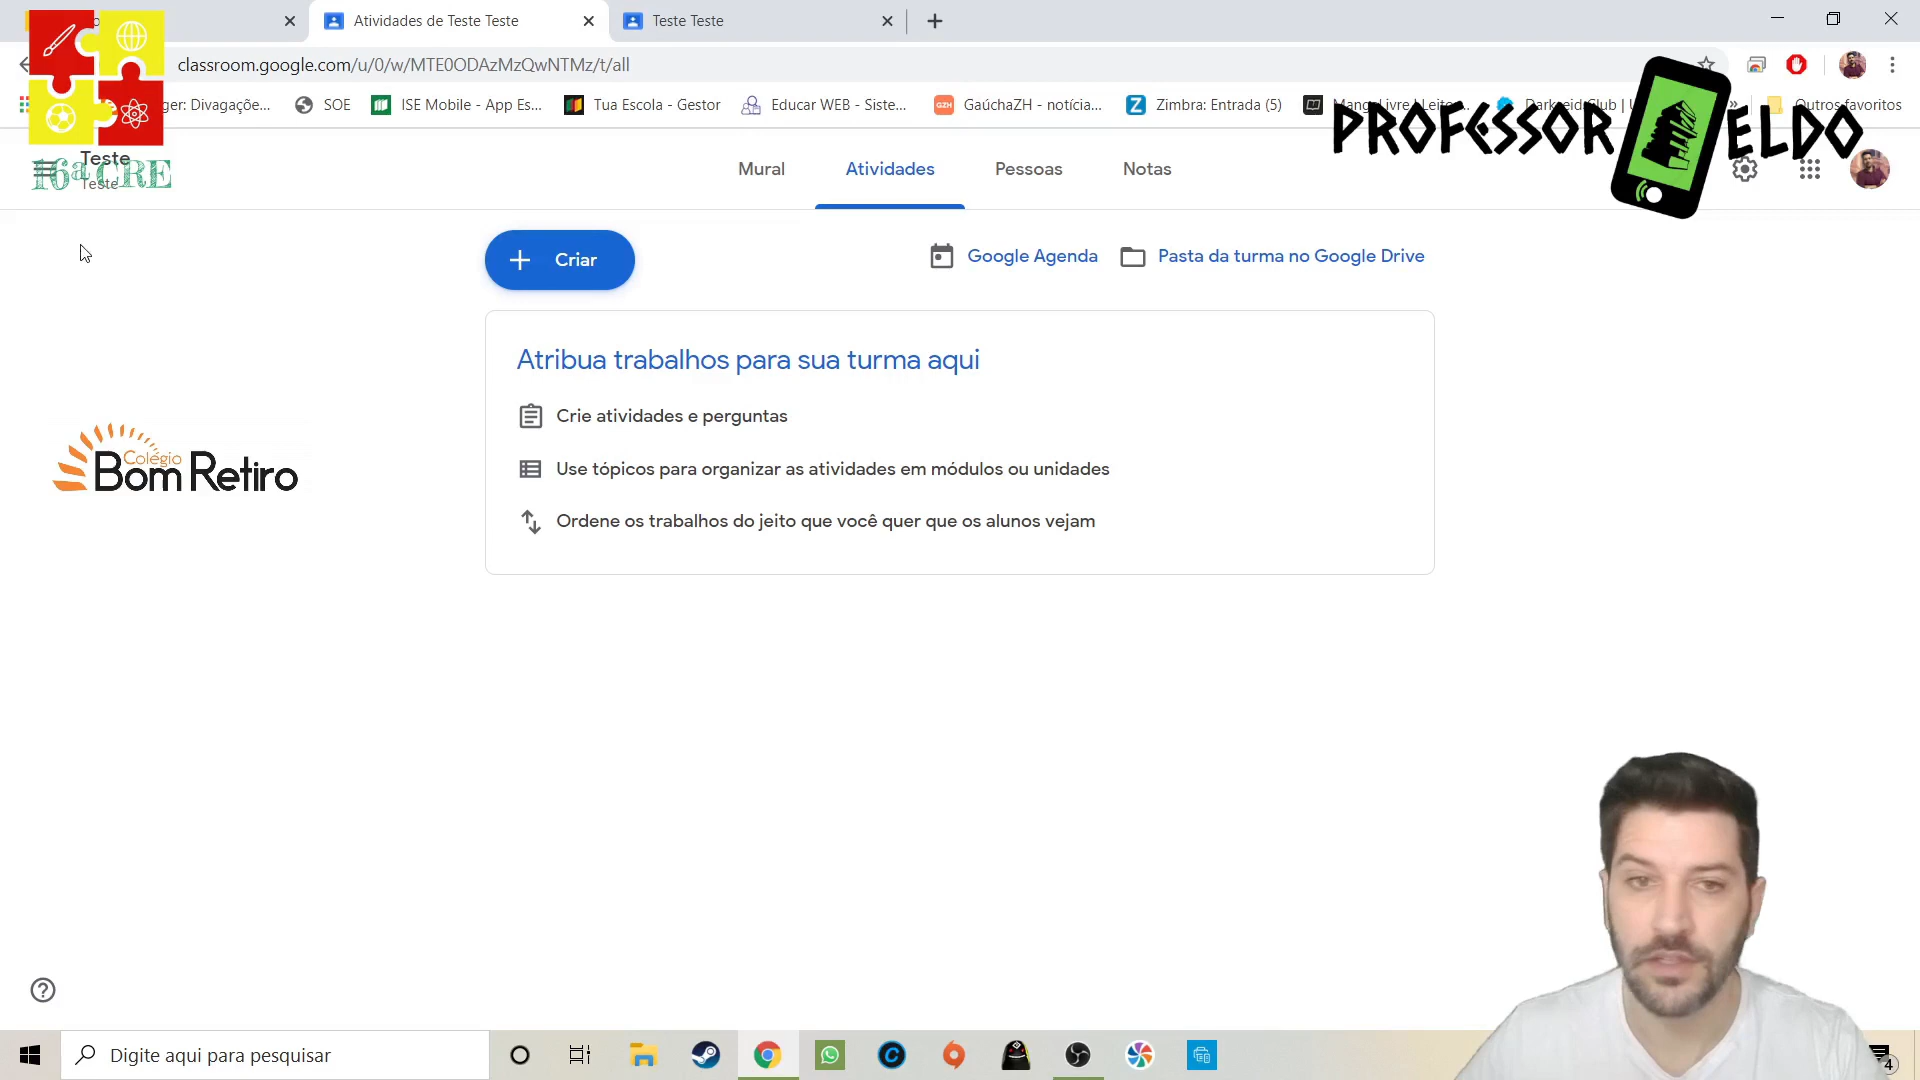 Atividades de Teste Teste
Teste Teste
classroom.google.com/u/0/w/MTE0ODAzMzQwNTMz/t/all
ger: Divagaçõe...
SOE
ISE Mobile - App Es...
Tua Escola - Gestor
Educar WEB - Siste...
GZH
GaúchaZH - notícia...
Zimbra: Entrada (5)
Outros favoritos
PROFESSOR ELDO
Teste
Teste
16ª CRE
Mural
Atividades
Pessoas
Notas
Criar
Google Agenda
Pasta da turma no Google Drive
Atribua trabalhos para sua turma aqui
Crie atividades e perguntas
Use tópicos para organizar as atividades em módulos ou unidades
Ordene os trabalhos do jeito que você quer que os alunos vejam
Colégio
Bom Retiro
Digite aqui para pesquisar
4